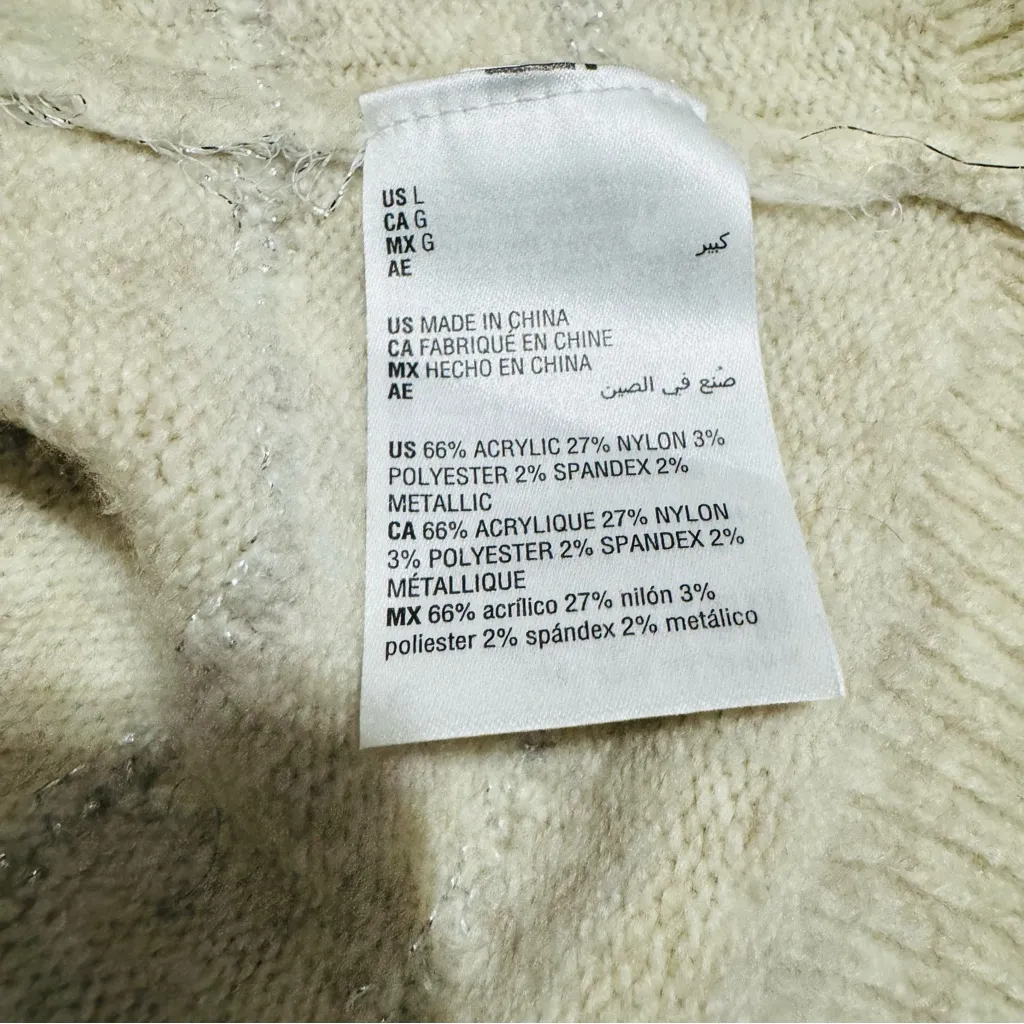 US L
CA G
MX G
AE كبير
US MADE IN CHINA
CA FABRIQUÉ EN CHINE
MX HECHO EN CHINA
AE صُنع في الصين
US 66% ACRYLIC 27% NYLON 3%
POLYESTER 2% SPANDEX 2%
METALLIC
CA 66% ACRYLIQUE 27% NYLON
3% POLYESTER 2% SPANDEX 2%
MÉTALLIQUE
MX 66% acrílico 27% nilón 3%
poliester 2% spándex 2% metálico